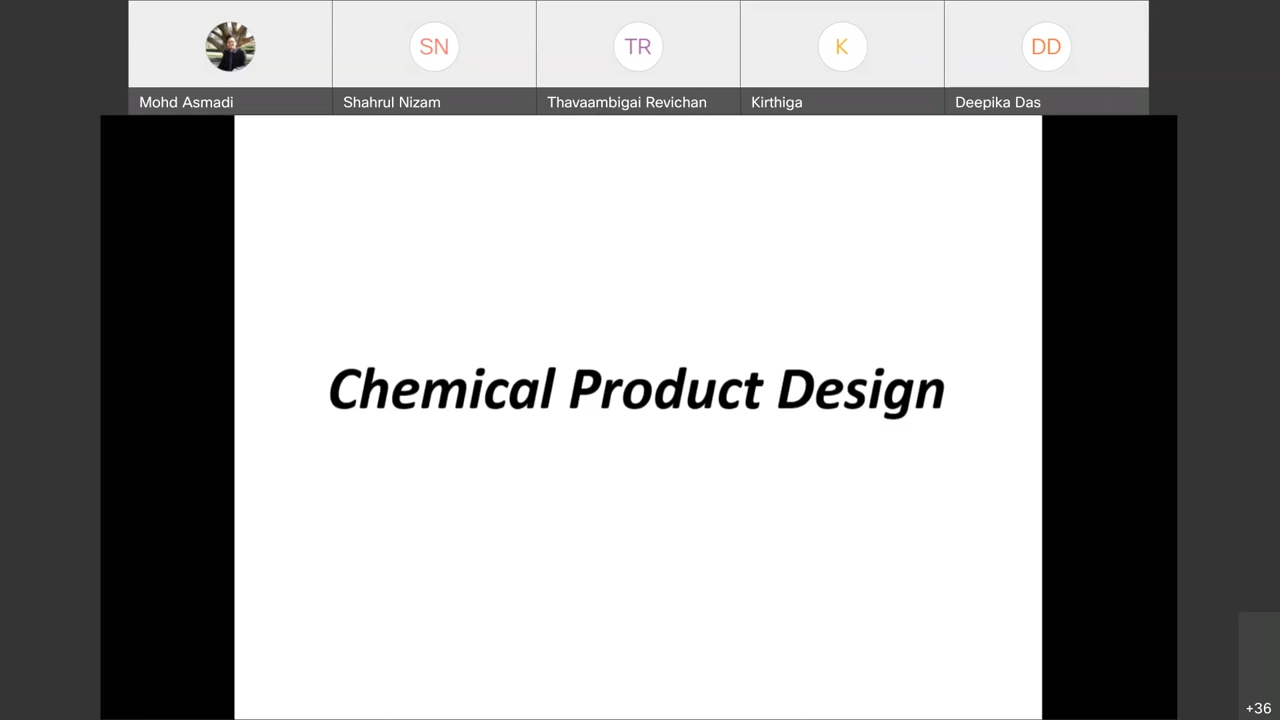 SN
TR
K
DD
Mohd Asmadi
Shahrul Nizam
Thavaambigai Revichan
Kirthiga
Deepika Das
Chemical Product Design
+36